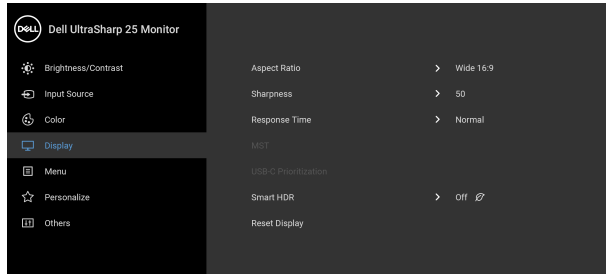 DELL Dell UltraSharp 25 Monitor
Brightness/Contrast
Input Source
Color
Display
Menu
Personalize
Others
Aspect Ratio > Wide 16:9
Sharpness > 50
Response Time > Normal
MST
USB-C Prioritization
Smart HDR > Off
Reset Display